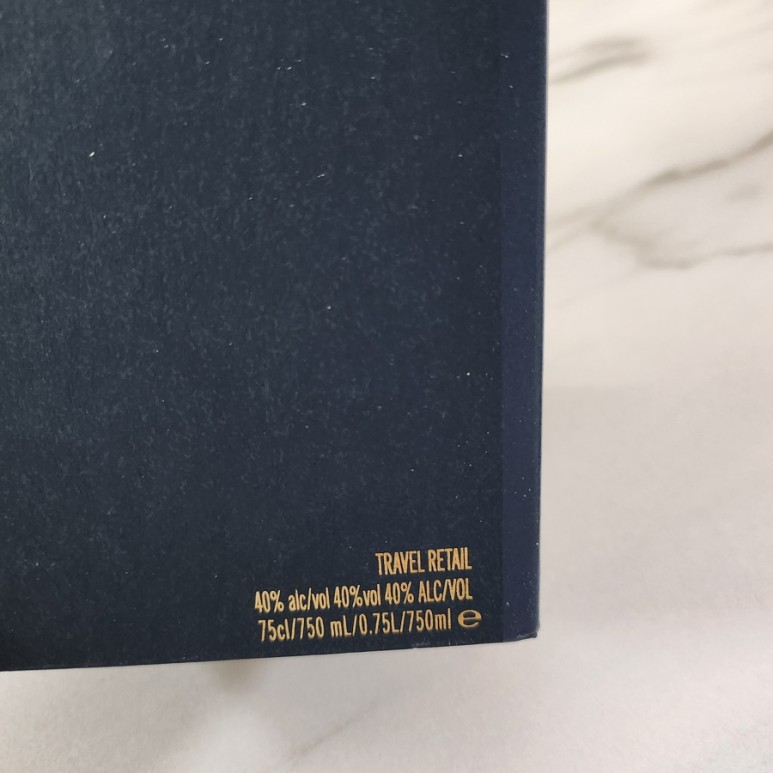 TRAVEL RETAIL
40% alc/vol 40%vol 40% ALC/VOL
75cl/750 mL/0.75L/750ml ℮